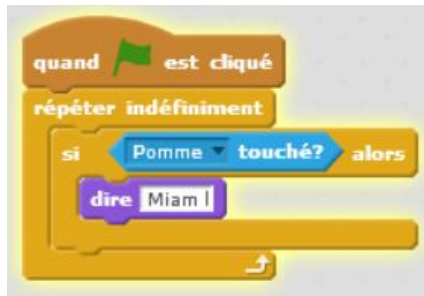 quand est cliqué
répéter indéfiniment
si Pomme touché? alors
dire Miam !